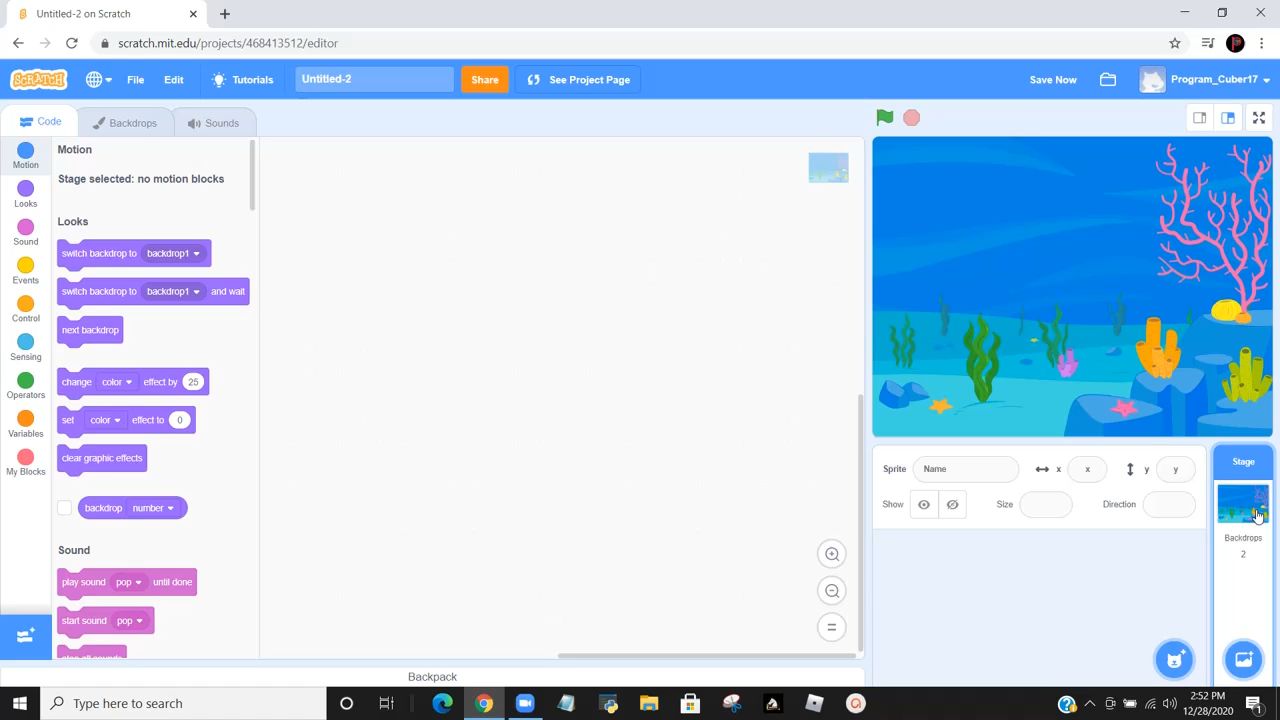 Untitled-2 on Scratch
scratch.mit.edu/projects/468413512/editor
SCRATCH
File
Edit
Tutorials
Untitled-2
Share
See Project Page
Save Now
Program_Cuber17
Code
Backdrops
Sounds
Motion
Looks
Sound
Events
Control
Sensing
Operators
Variables
My Blocks
Motion
Stage selected: no motion blocks
Looks
switch backdrop to backdrop1
switch backdrop to backdrop1 and wait
next backdrop
change color effect by 25
set color effect to 0
clear graphic effects
backdrop number
Sound
play sound pop until done
start sound pop
stop all sounds
Sprite Name x x y y
Show Size Direction
Stage
Backdrops
2
Backpack
Type here to search
2:52 PM
12/28/2020